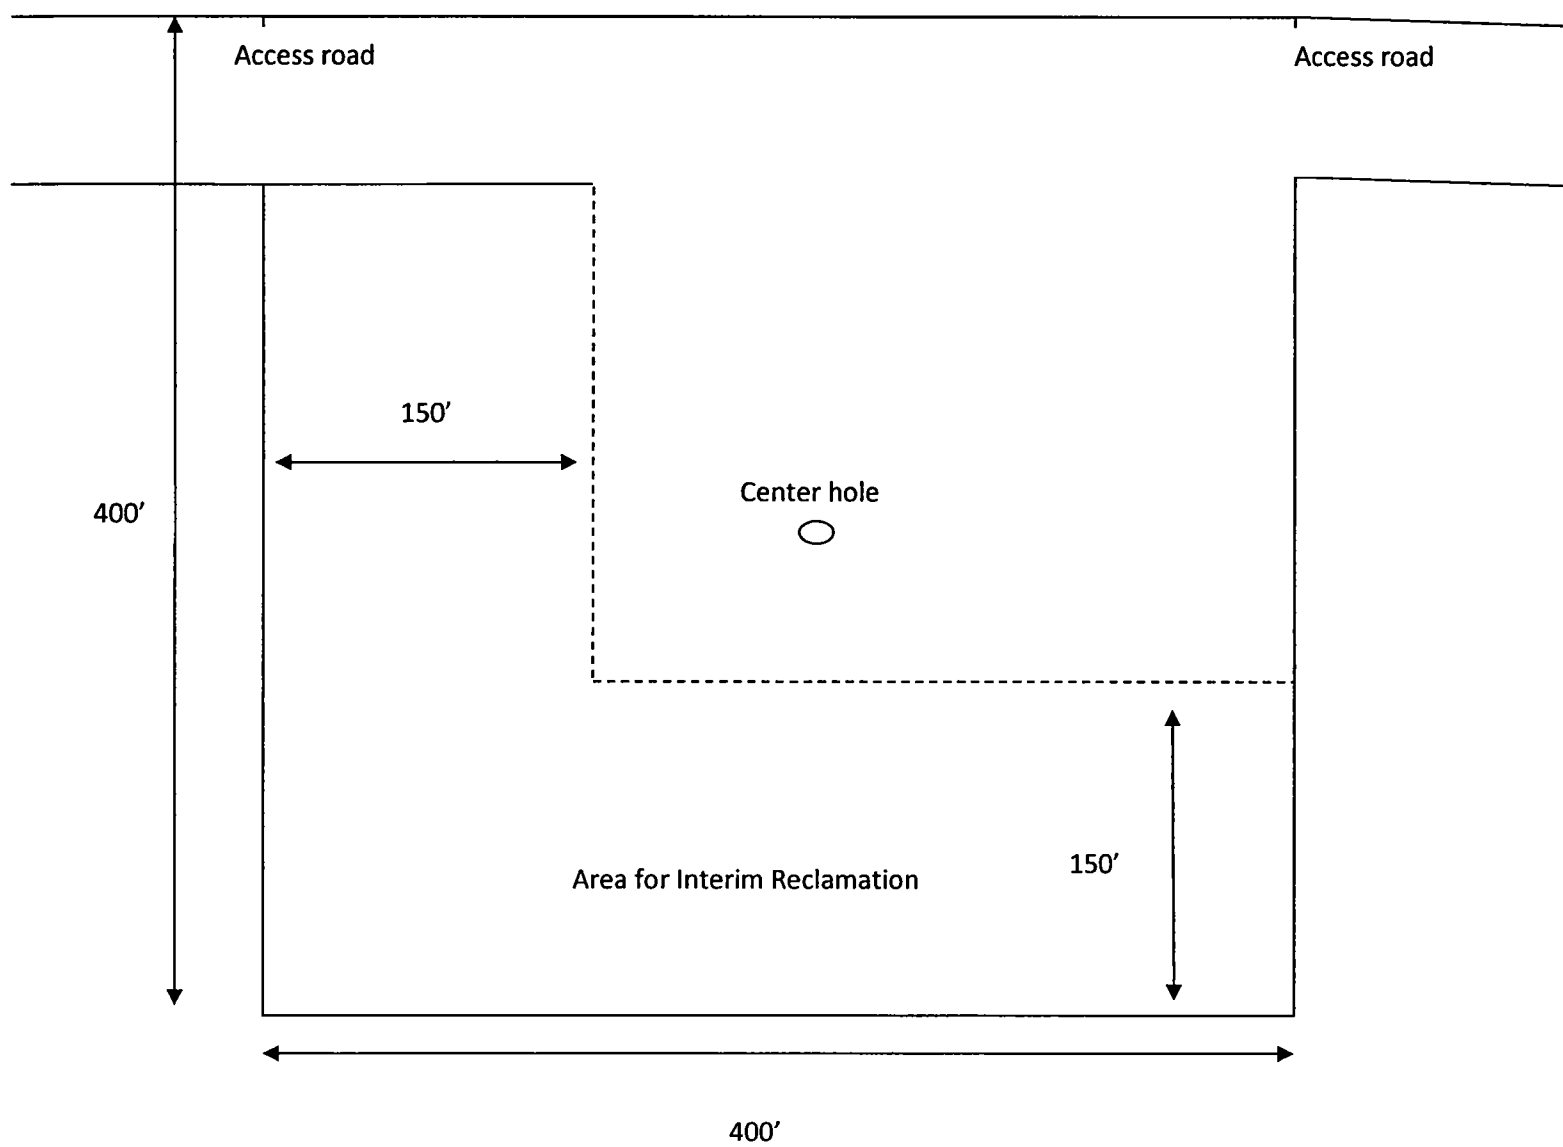 Access road
Access road
150’
Center hole
400’
150’
Area for Interim Reclamation
400’